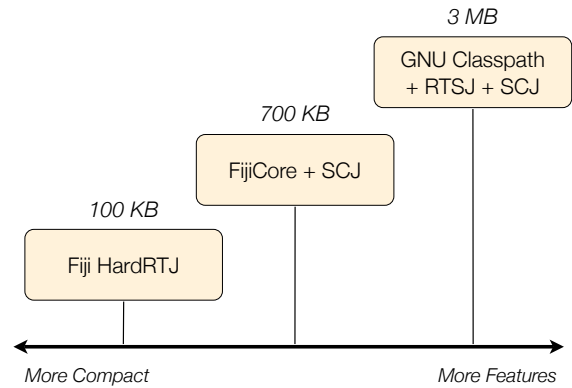 3 MB
GNU Classpath
+ RTSJ + SCJ
700 KB
FijiCore + SCJ
100 KB
Fiji HardRTJ
More Compact
More Features